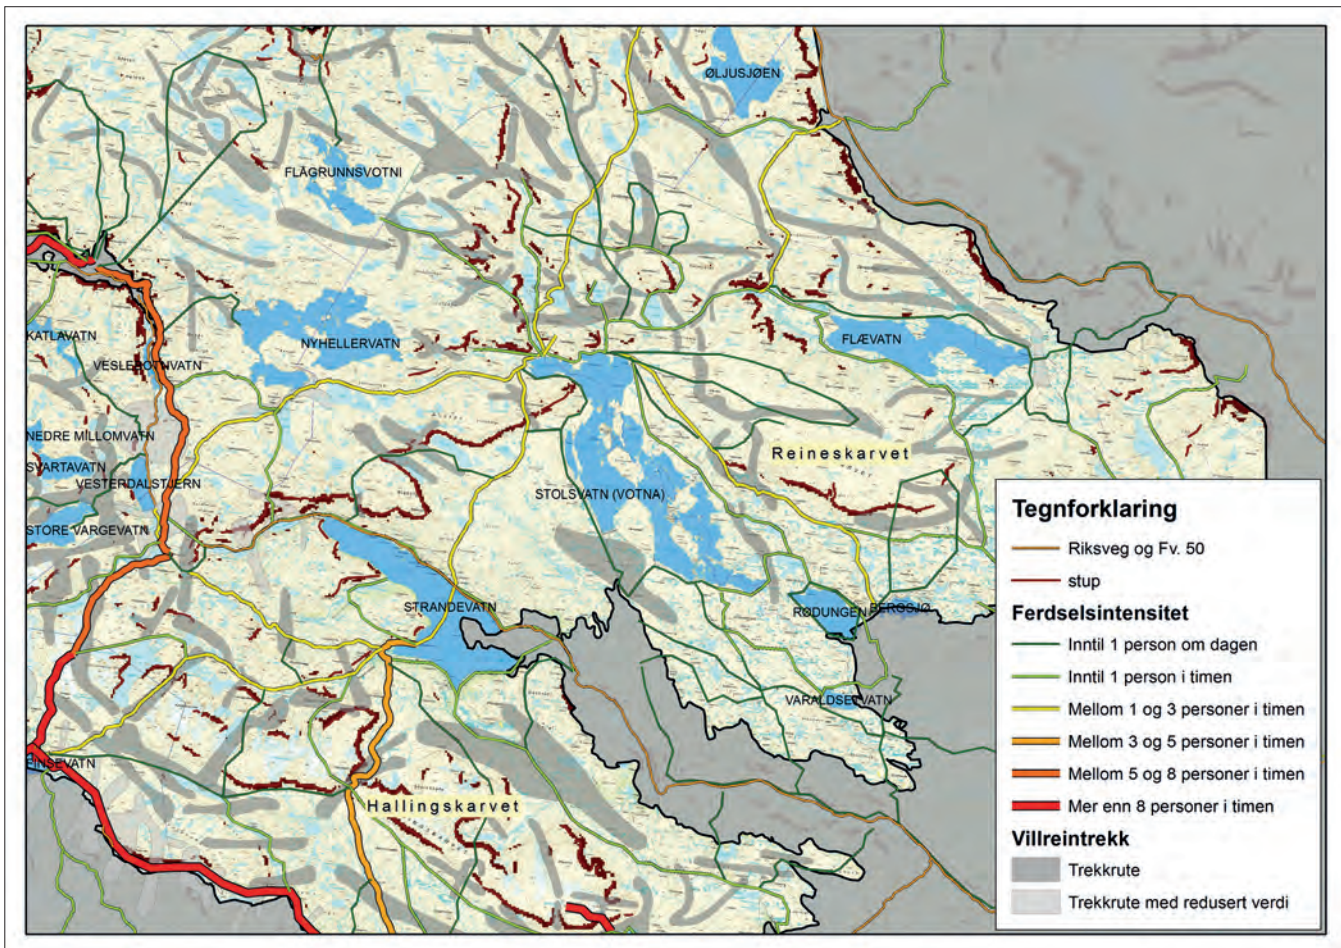 ØLJUSJØEN
FLÅGRUNNSVOTNI
KATLAVATN
NYHELLERVATN
FLÆVATN
VESLEBOTNVATN
NEDRE MILLOMVATN
Reineskarvet
SVARTAVATN
VESTERDALSTJERN
STOLSVATN (VOTNA)
STORE VARGEVATN
STRANDEVATN
RØDUNGEN
BERGSJØ
VARALDSETVATN
FINSEVATN
Hallingskarvet
Tegnforklaring
Riksveg og Fv. 50
stup
Ferdselsintensitet
Inntil 1 person om dagen
Inntil 1 person i timen
Mellom 1 og 3 personer i timen
Mellom 3 og 5 personer i timen
Mellom 5 og 8 personer i timen
Mer enn 8 personer i timen
Villreintrekk
Trekkrute
Trekkrute med redusert verdi